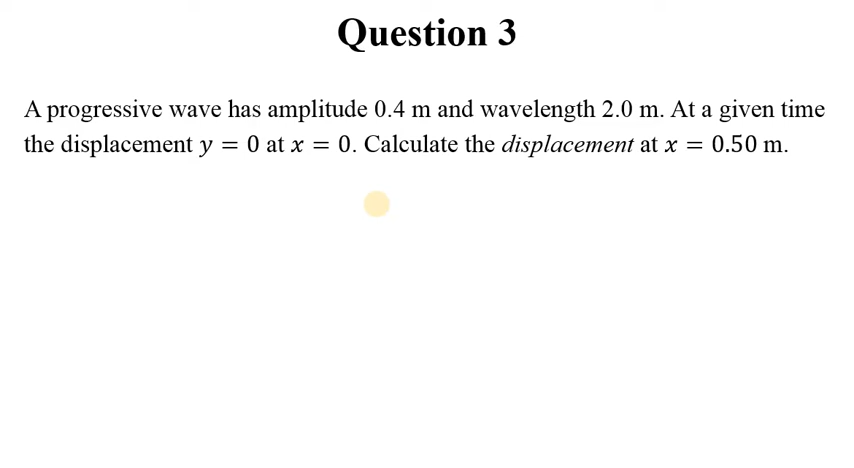 Question 3
A progressive wave has amplitude 0.4 m and wavelength 2.0 m. At a given time
the displacement y = 0 at x = 0. Calculate the displacement at x = 0.50 m.